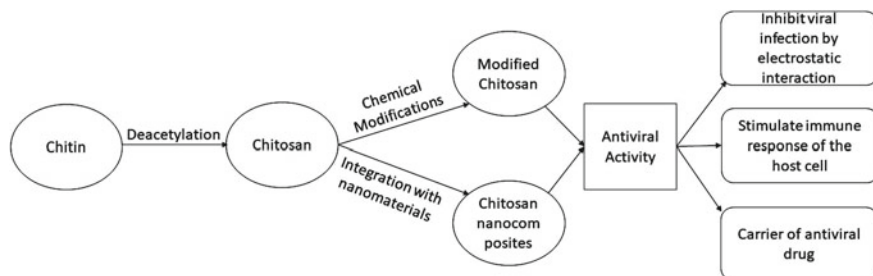 Chitin
Deacetylation
Chitosan
Chemical
Modifications
Integration with
nanomaterials
Modified
Chitosan
Chitosan
nanocom
posites
Antiviral
Activity
Inhibit viral
infection by
electrostatic
interaction
Stimulate immune
response of the
host cell
Carrier of antiviral
drug